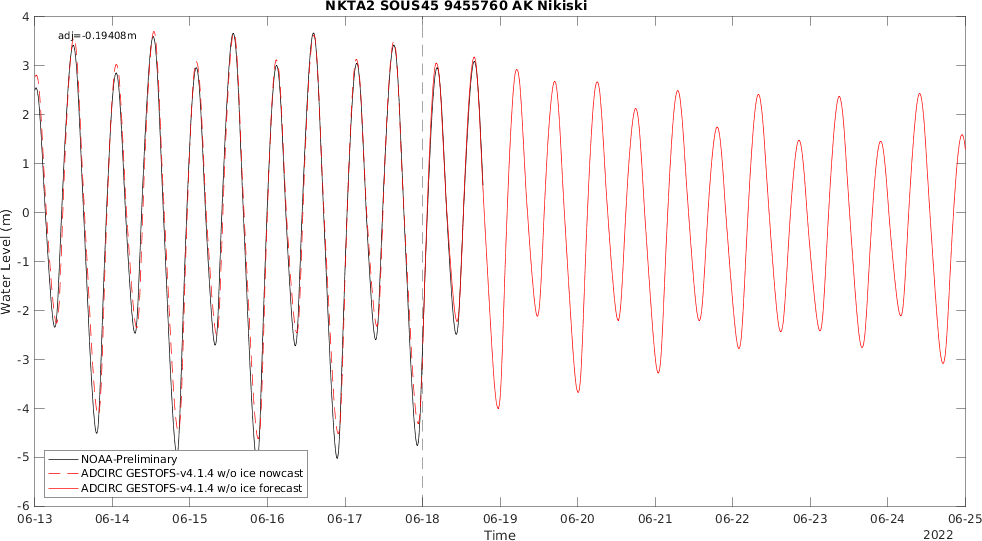 NKTA2 SOUS45 9455760 AK Nikiski
adj=-0.19408m
4
3
2
1
0
-1
-2
-3
-4
-5
-6
Water Level (m)
NOAA-Preliminary
ADCIRC GESTOFS-v4.1.4 w/o ice nowcast
ADCIRC GESTOFS-v4.1.4 w/o ice forecast
06-13 06-14 06-15 06-16 06-17 06-18 06-19 06-20 06-21 06-22 06-23 06-24 06-25
Time
2022